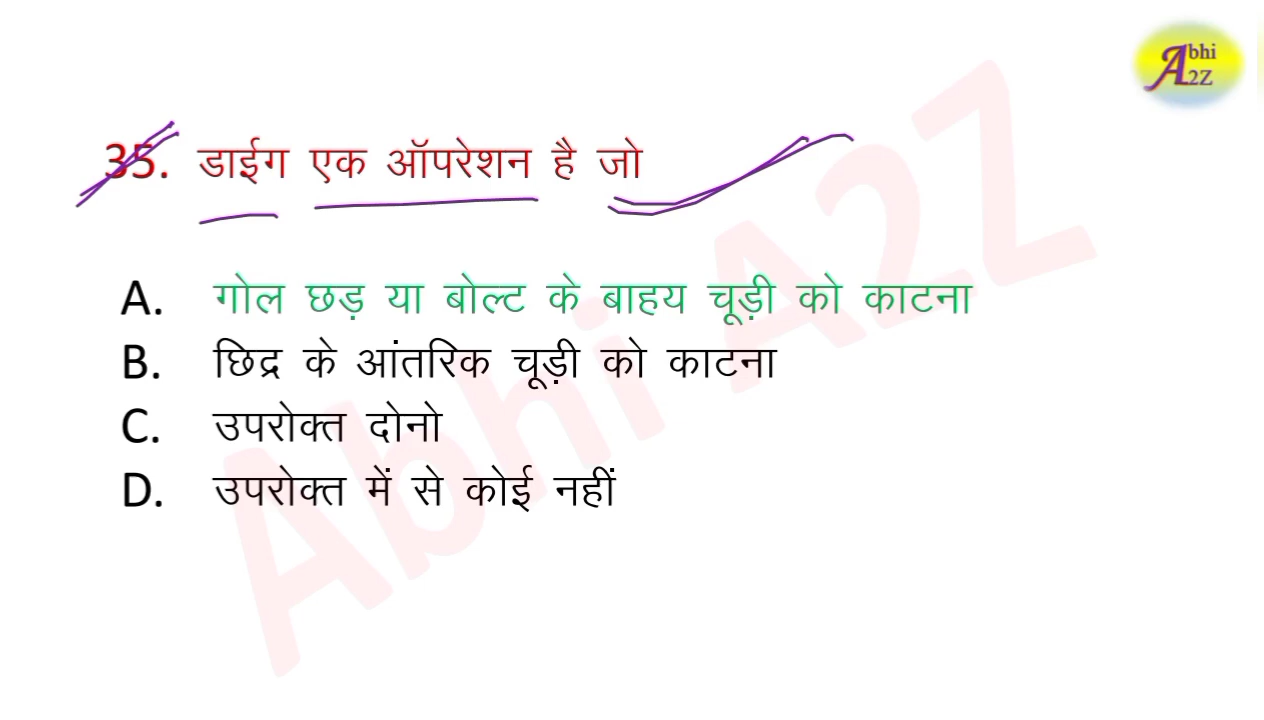 Abhi
A2Z
35. डाईग एक ऑपरेशन है जो
A. गोल छड़ या बोल्ट के बाहय चूड़ी को काटना
B. छिद्र के आंतरिक चूड़ी को काटना
C. उपरोक्त दोनो
D. उपरोक्त में से कोई नहीं
Abhi A2Z